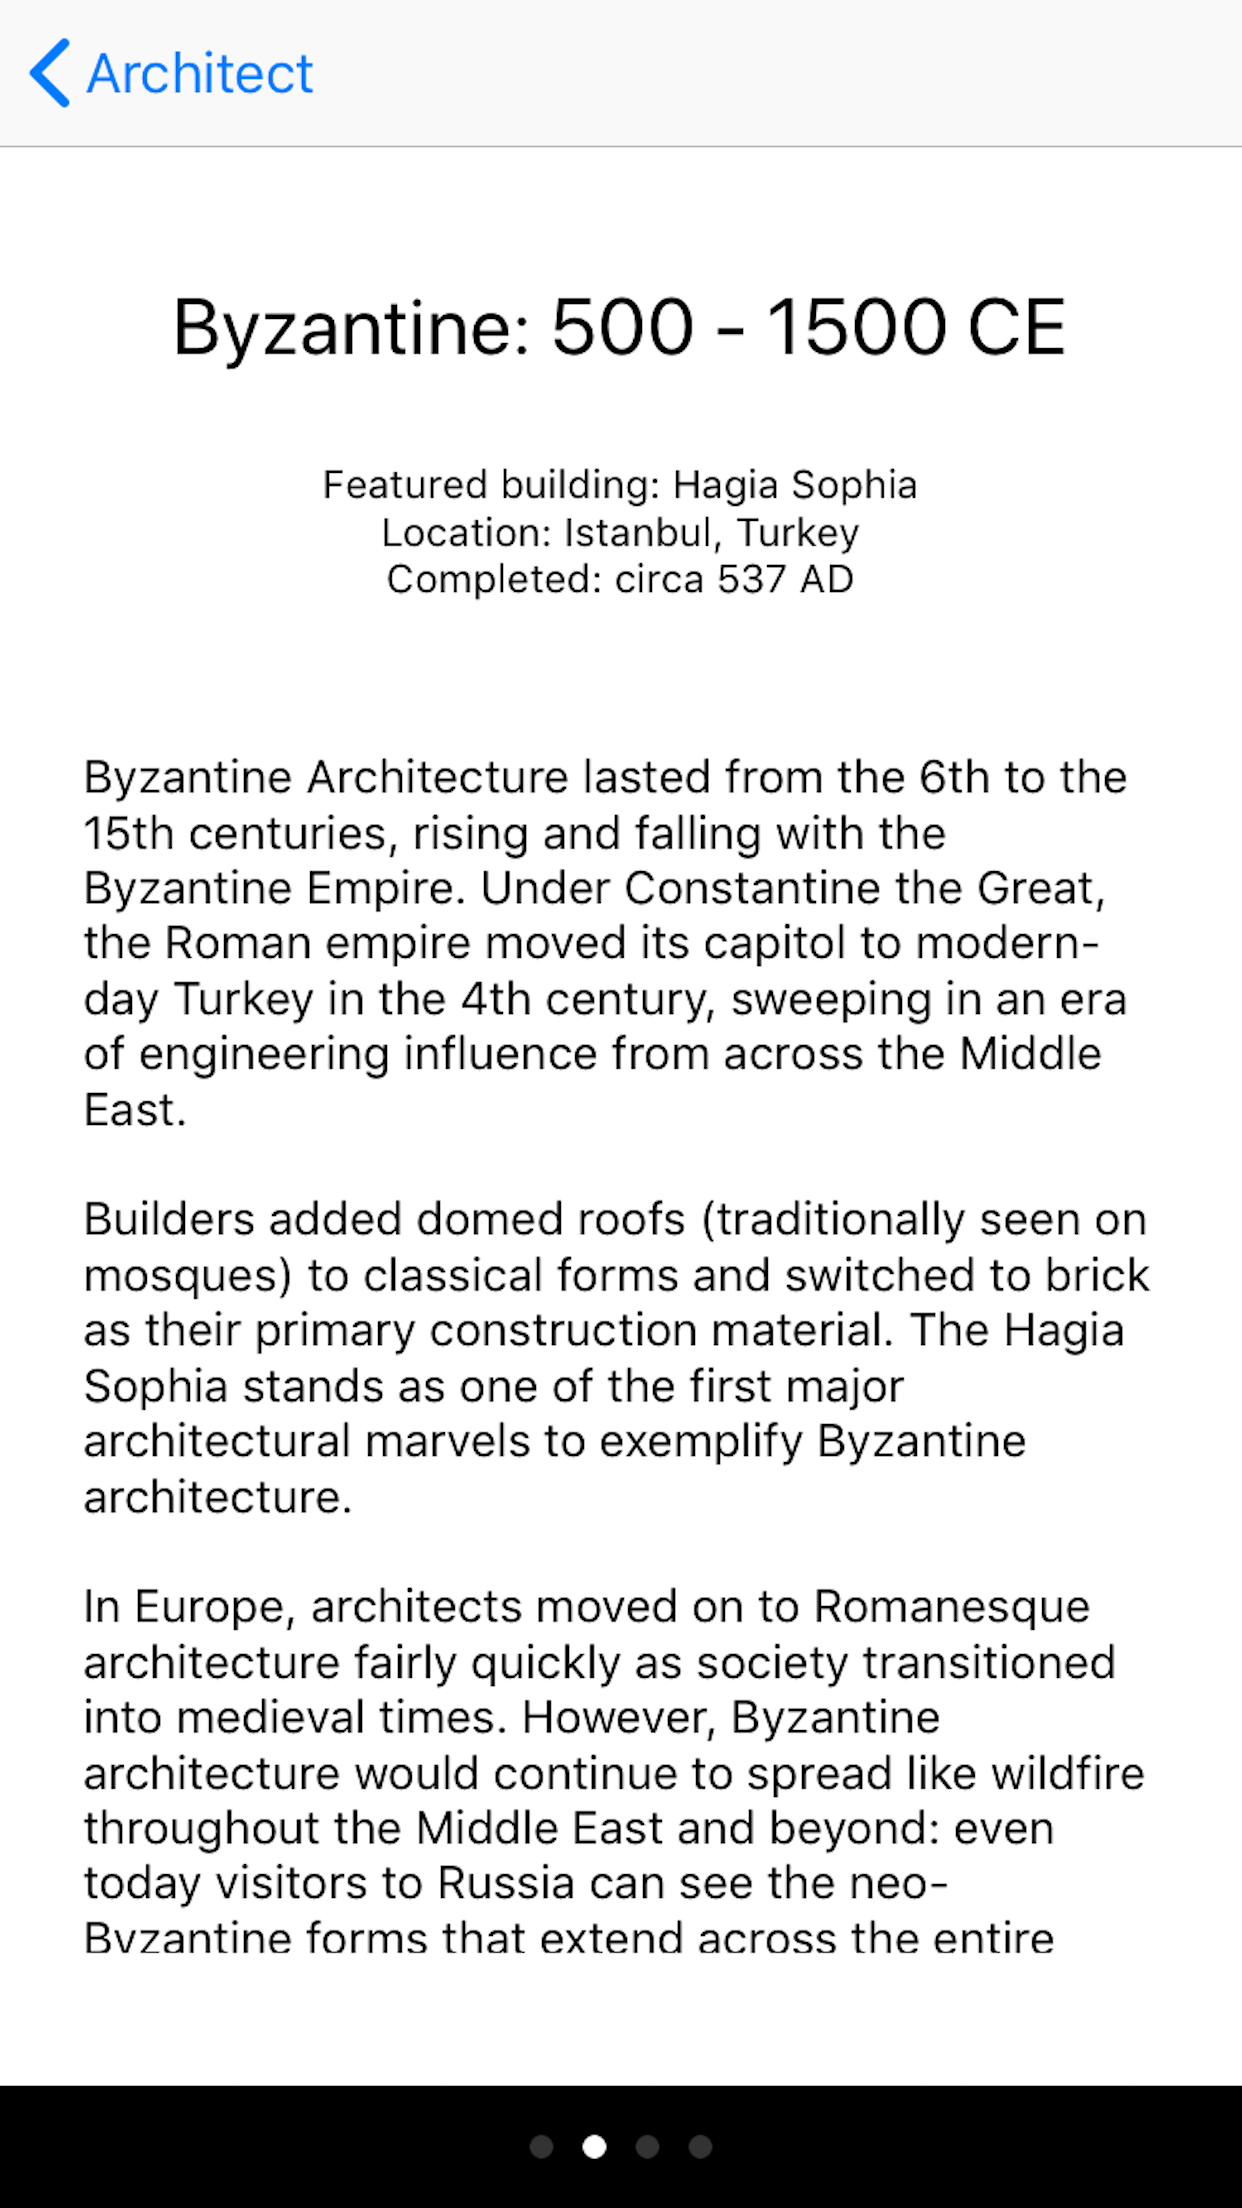 Architect
Byzantine: 500 - 1500 CE
Featured building: Hagia Sophia
Location: Istanbul, Turkey
Completed: circa 537 AD
Byzantine Architecture lasted from the 6th to the
15th centuries, rising and falling with the
Byzantine Empire. Under Constantine the Great,
the Roman empire moved its capitol to modern-
day Turkey in the 4th century, sweeping in an era
of engineering influence from across the Middle
East.
Builders added domed roofs (traditionally seen on
mosques) to classical forms and switched to brick
as their primary construction material. The Hagia
Sophia stands as one of the first major
architectural marvels to exemplify Byzantine
architecture.
In Europe, architects moved on to Romanesque
architecture fairly quickly as society transitioned
into medieval times. However, Byzantine
architecture would continue to spread like wildfire
throughout the Middle East and beyond: even
today visitors to Russia can see the neo-
Byzantine forms that extend across the entire